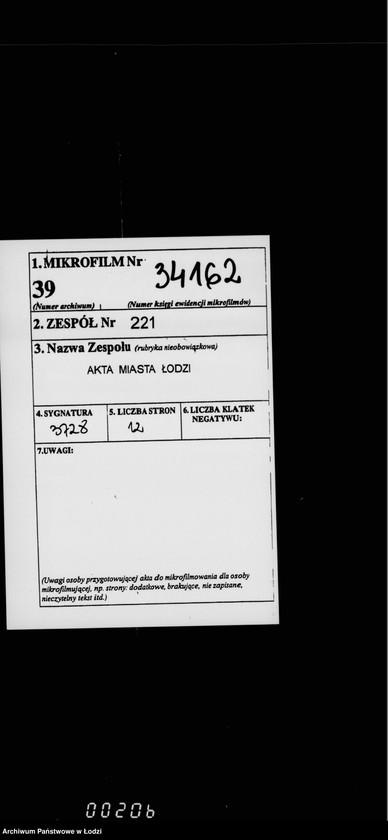 1. MIKROFILM Nr 34162
39
(Numer archiwum) (Numer księgi ewidencji mikrofilmów)
2. ZESPÓŁ Nr 221
3. Nazwa Zespołu (rubryka nieobowiązkowa)
AKTA MIASTA ŁODZI
4. SYGNATURA 5. LICZBA STRON 6. LICZBA KLATEK
NEGATYWU:
3728 12
7. UWAGI:
(Uwagi osoby przygotowującej akta do mikrofilmowania dla osoby
mikrofilmującej, np. strony: dodatkowe, brakujące, nie zapisane,
nieczytelny tekst itd.)
00206
Archiwum Państwowe w Łodzi